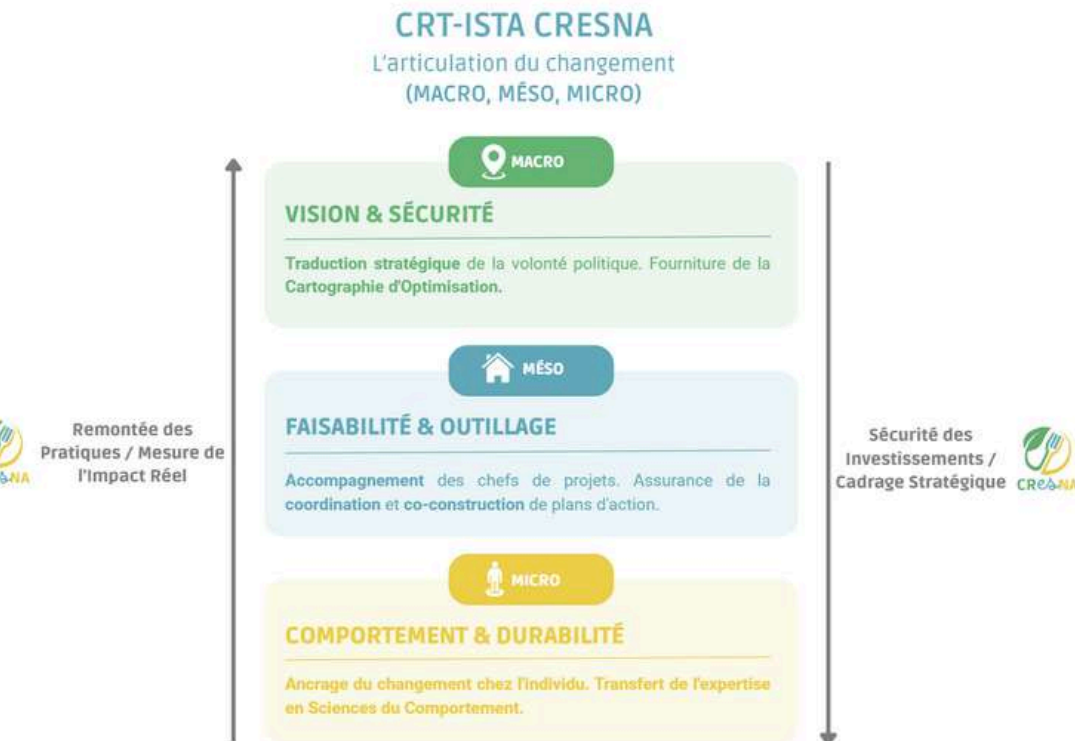 CRT-ISTA CRESNA
L'articulation du changement
(MACRO, MÉSO, MICRO)
MACRO
VISION & SÉCURITÉ
Traduction stratégique de la volonté politique. Fourniture de la
Cartographie d'Optimisation.
MÉSO
FAISABILITÉ & OUTILLAGE
Accompagnement des chefs de projets. Assurance de la
coordination et co-construction de plans d'action.
Remontée des
Pratiques / Mesure de
l'Impact Réel
Sécurité des
Investissements /
Cadrage Stratégique
CRESNA
MICRO
COMPORTEMENT & DURABILITÉ
Ancrage du changement chez l'individu. Transfert de l'expertise
en Sciences du Comportement.